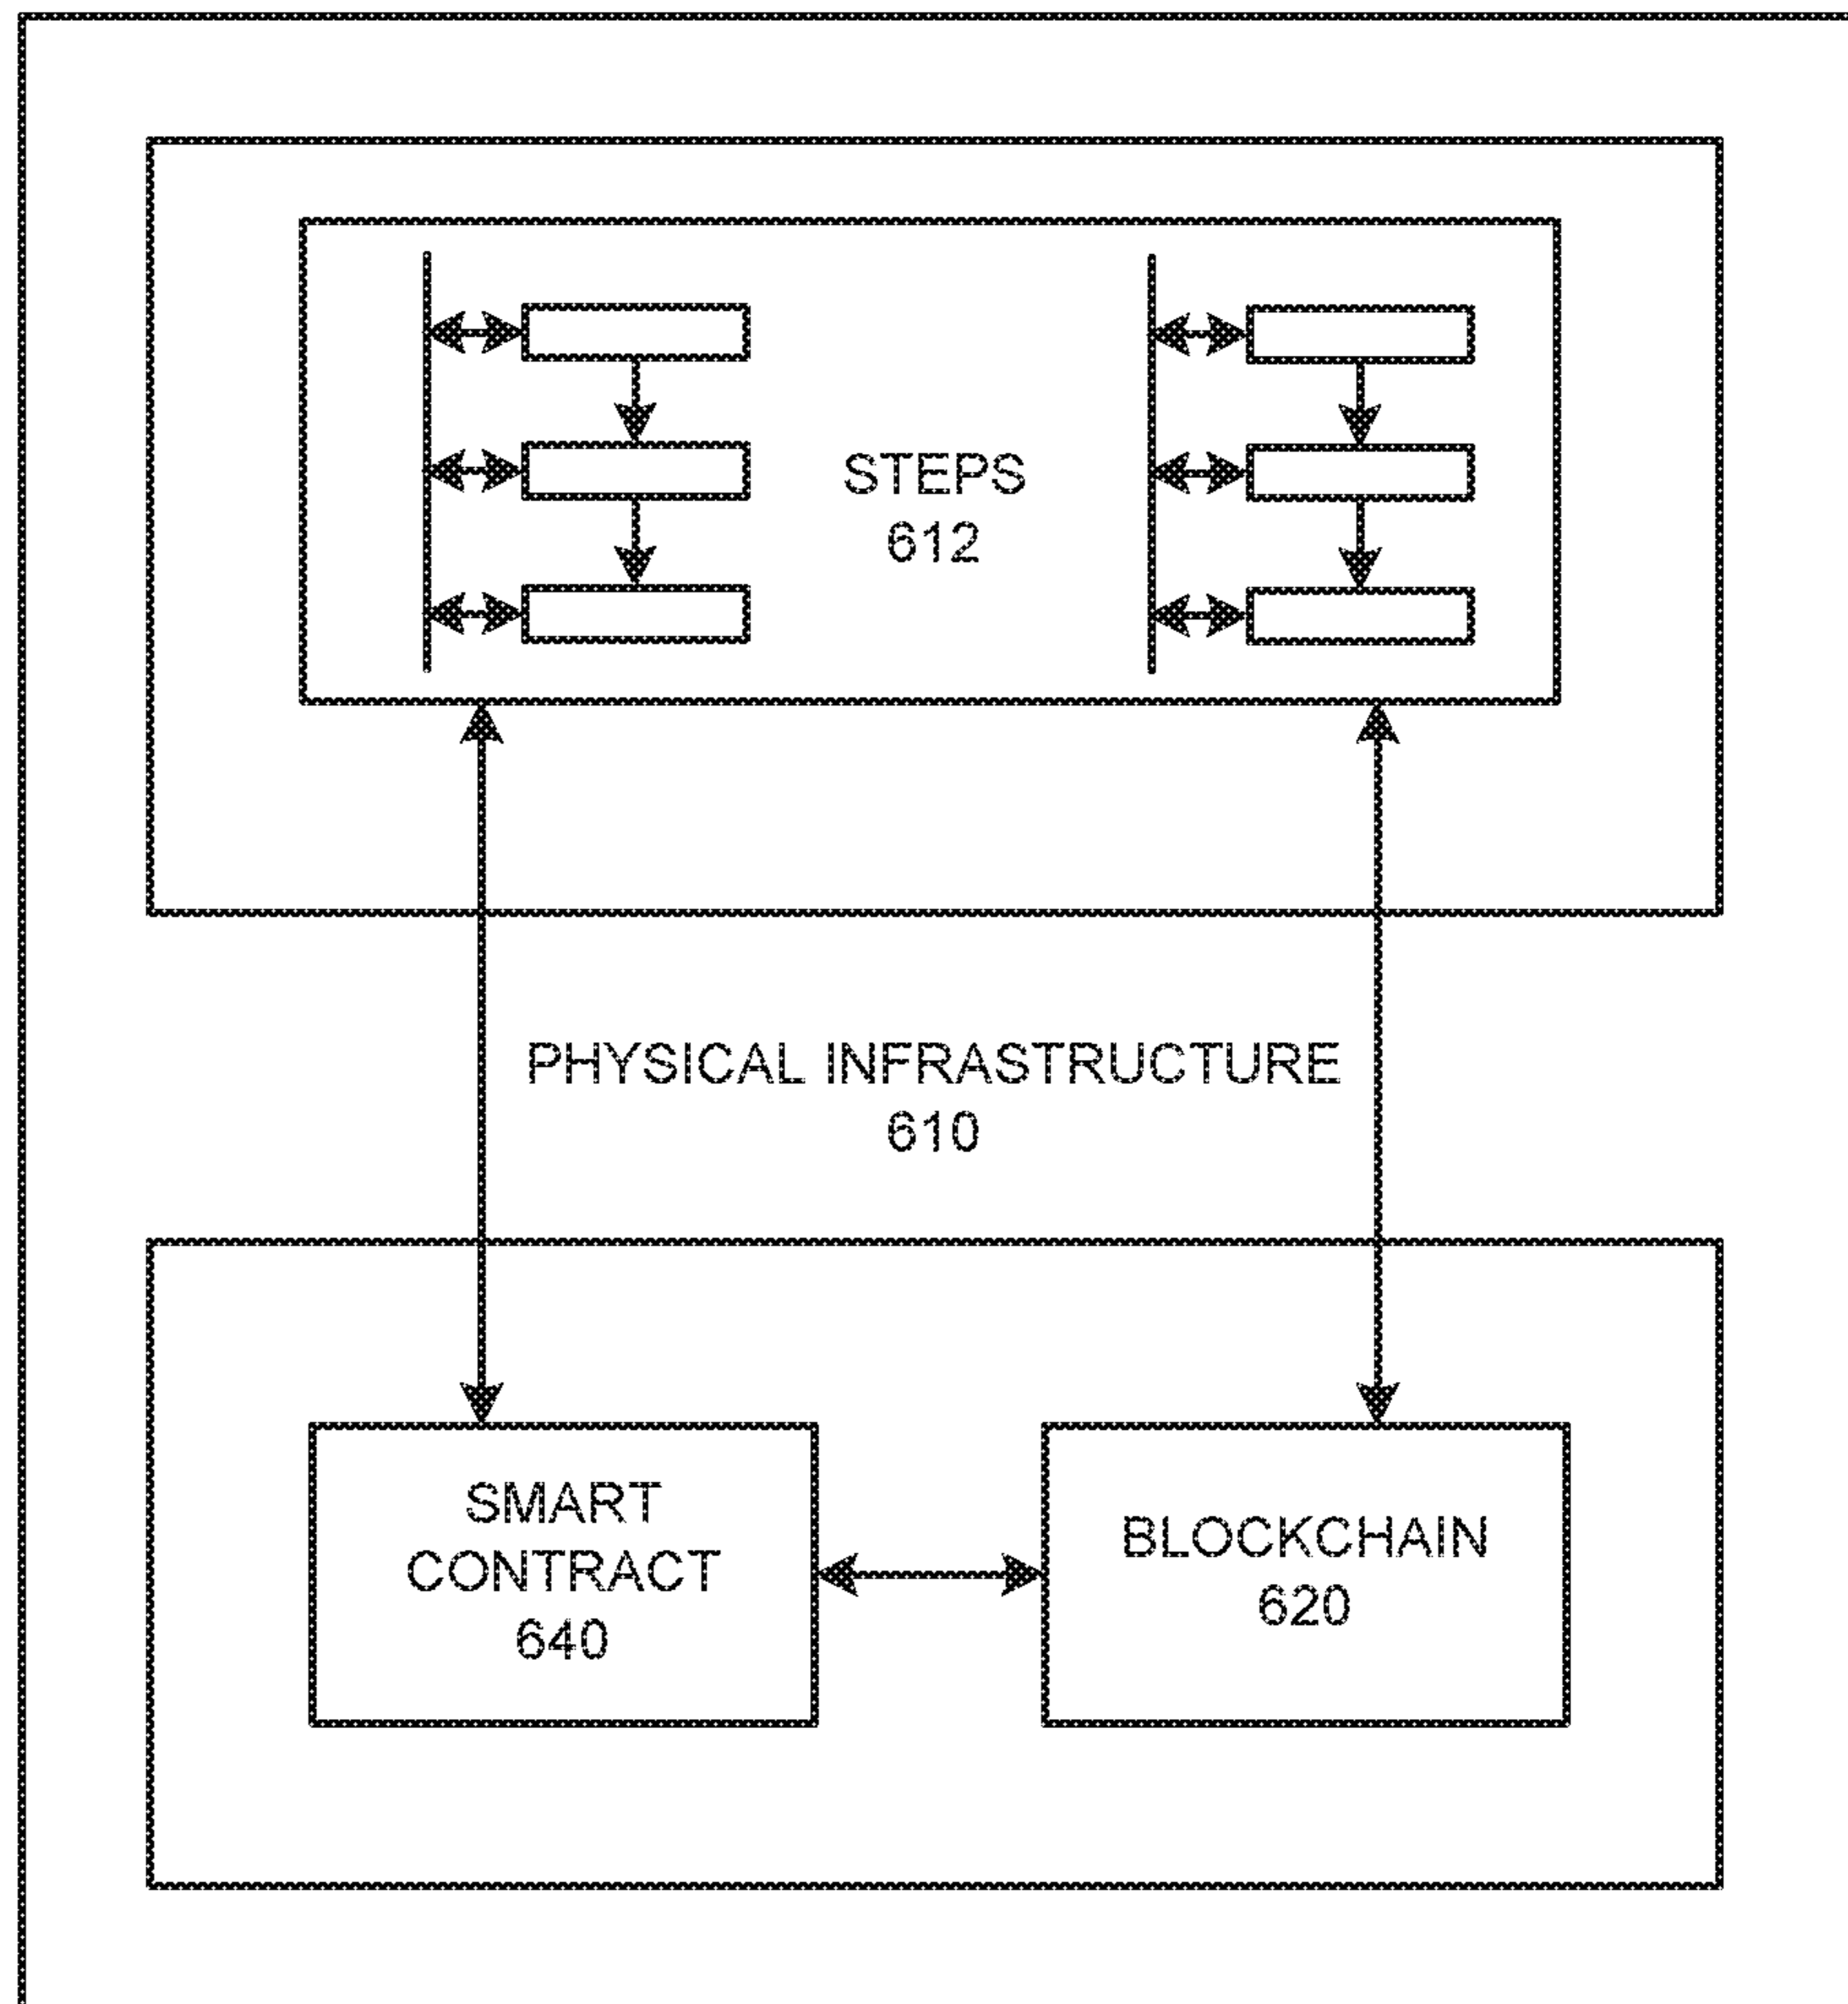 STEPS
612
PHYSICAL INFRASTRUCTURE
610
SMART
CONTRACT
640
BLOCKCHAIN
620